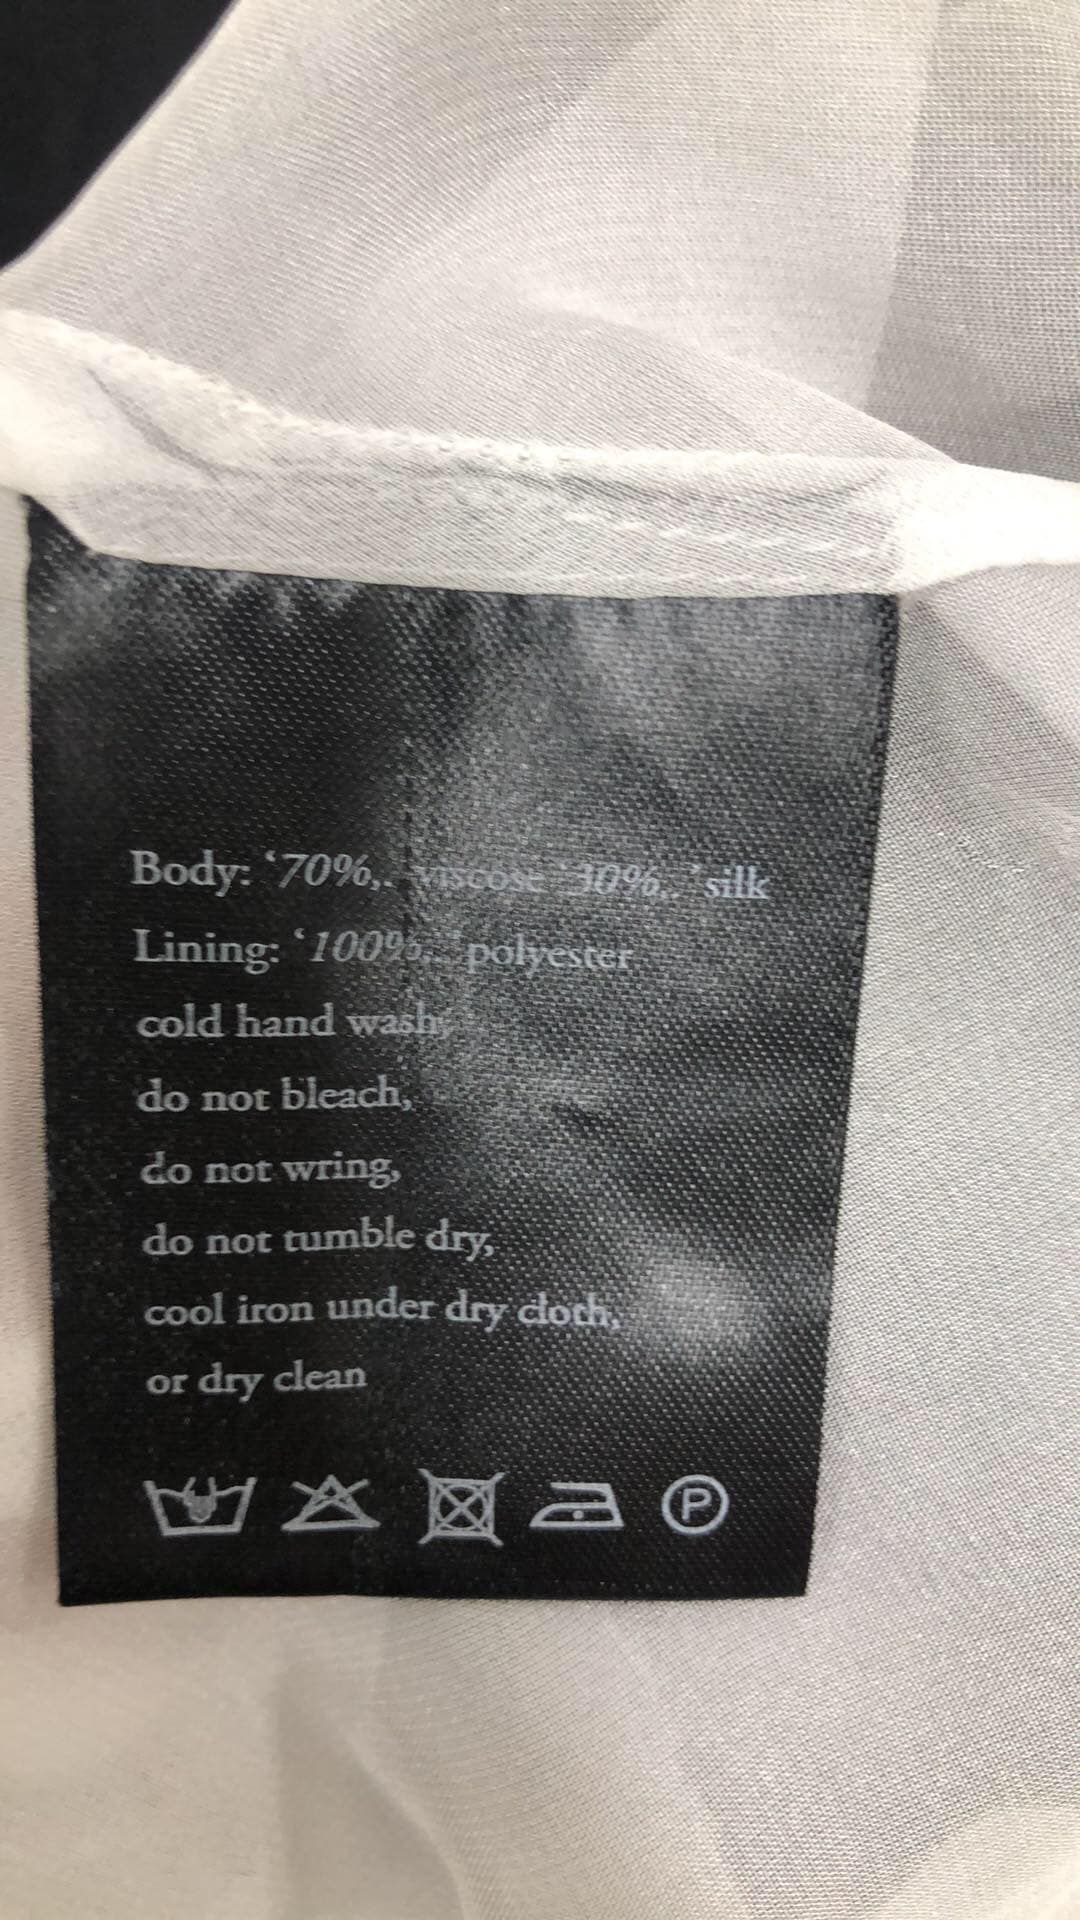 Body: ‘70%,. viscose ‘30%..’silk
Lining: ‘100%..‘polyester
cold hand wash,
do not bleach,
do not wring,
do not tumble dry,
cool iron under dry cloth,
or dry clean
P